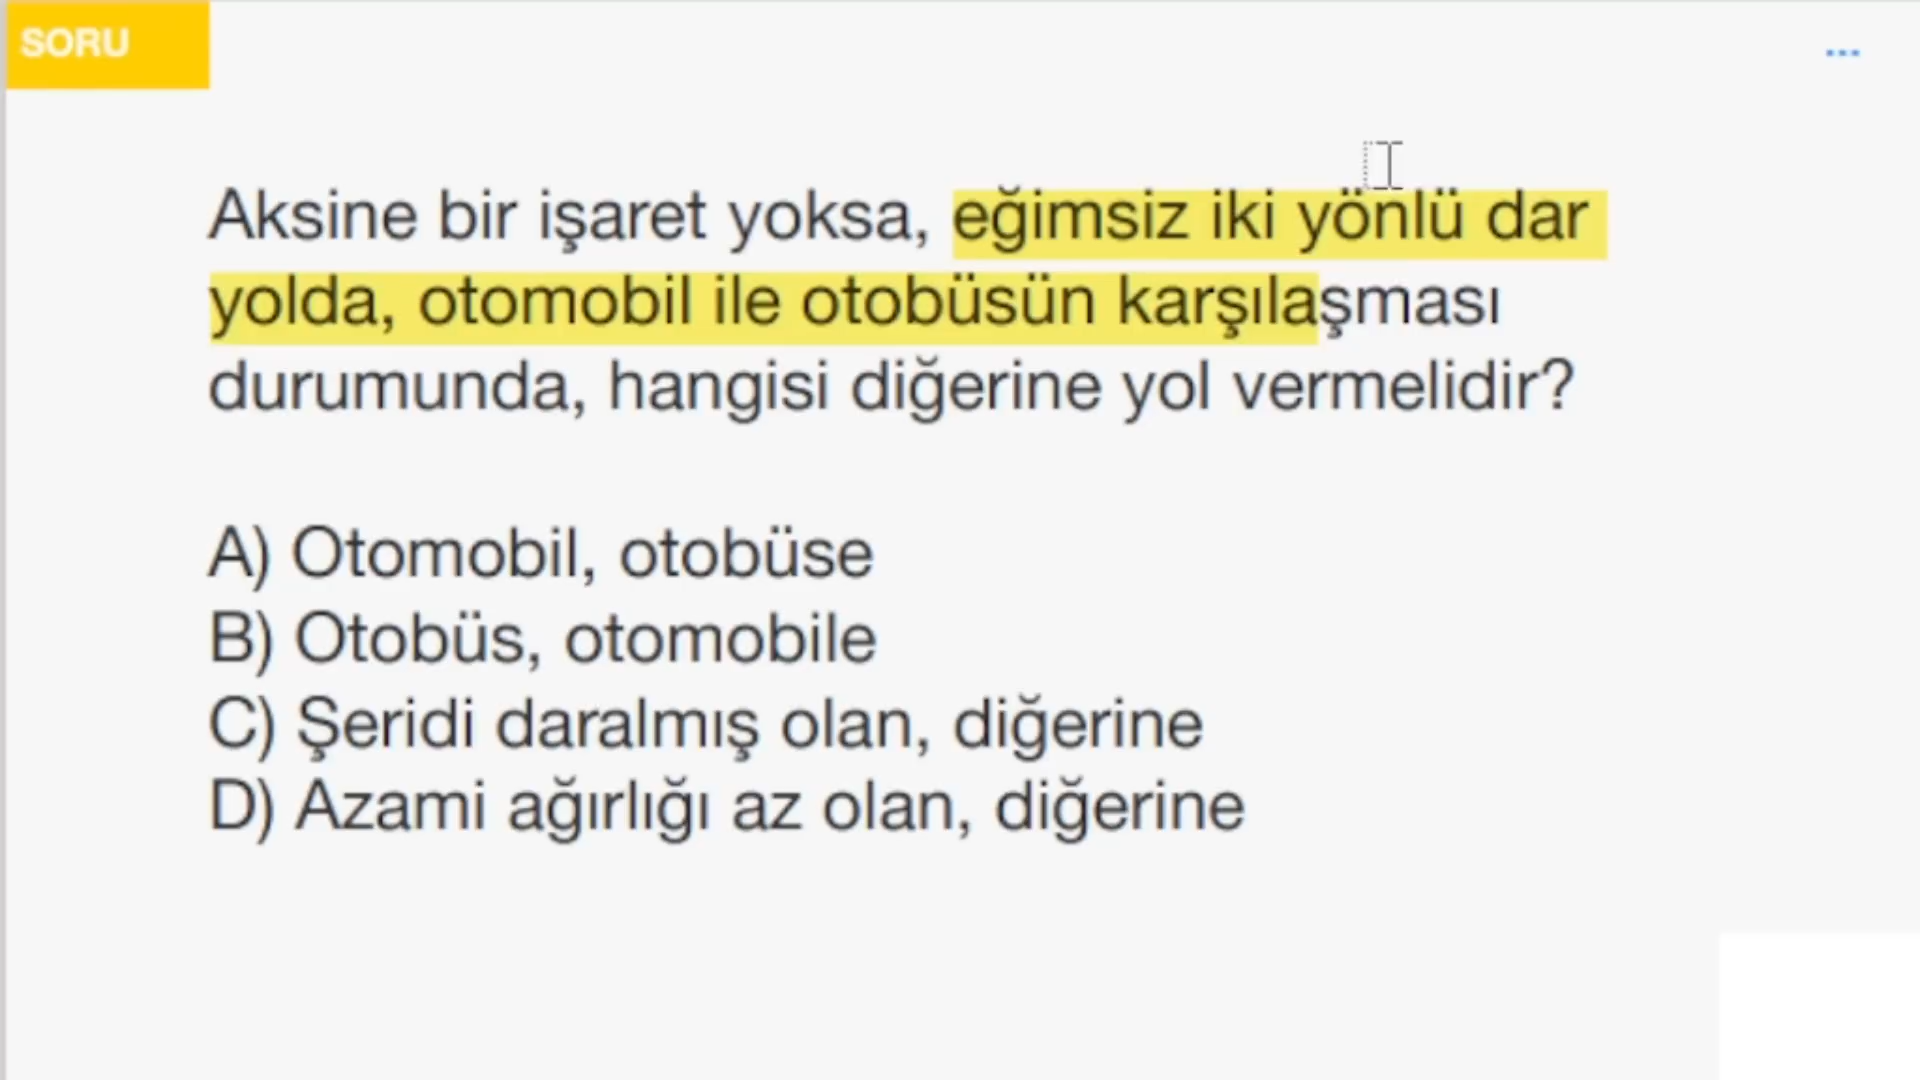 SORU
Aksine bir işaret yoksa, eğimsiz iki yönlü dar
yolda, otomobil ile otobüsün karşılaşması
durumunda, hangisi diğerine yol vermelidir?
A) Otomobil, otobüse
B) Otobüs, otomobile
C) Şeridi daralmış olan, diğerine
D) Azami ağırlığı az olan, diğerine